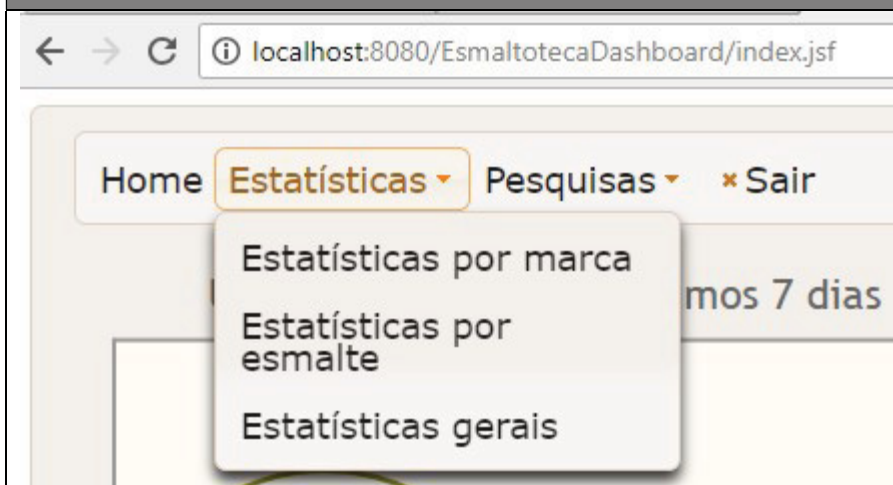 localhost:8080/EsmaltotecaDashboard/index.jsf
Home Estatísticas Pesquisas Sair
Estatísticas por marca
mos 7 dias
Estatísticas por
esmalte
Estatísticas gerais